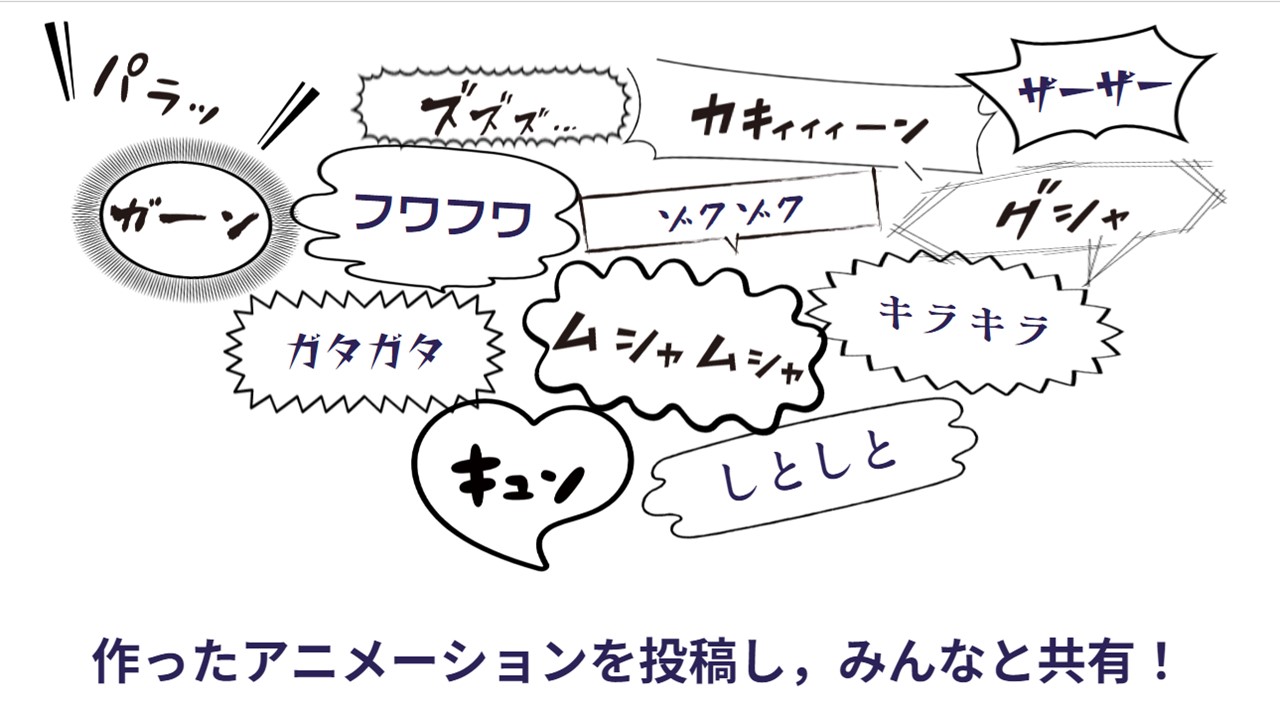 パラッ
ズズズ…
カキィィィーン
ザーザー
ガーン
フワフワ
ゾクゾク
グシャ
ガタガタ
ムシャムシャ
キラキラ
キュン
しとしと
作ったアニメーションを投稿し，みんなと共有！